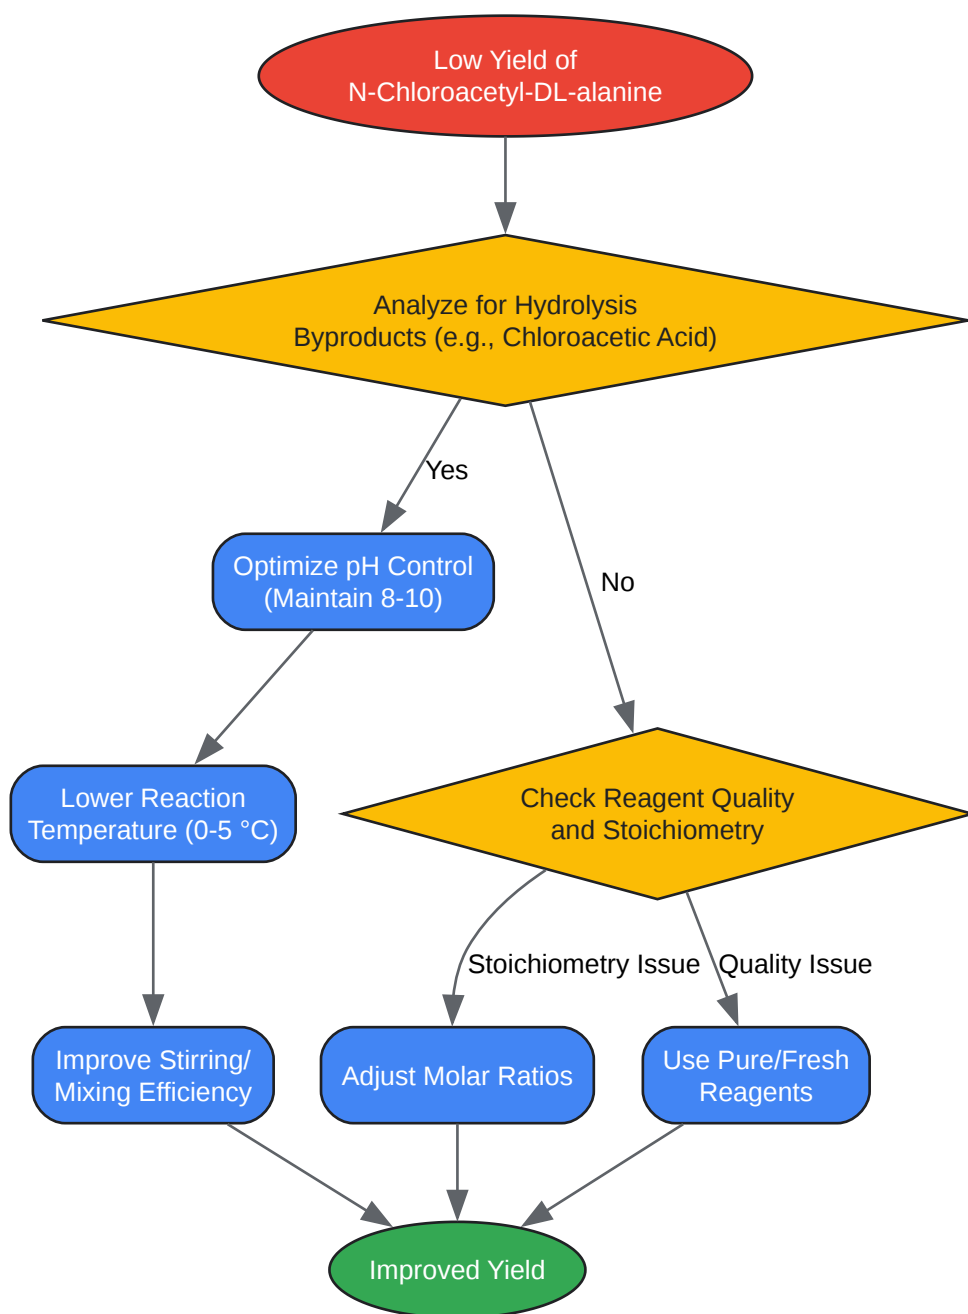 Low Yield of
N-Chloroacetyl-DL-alanine
Analyze for Hydrolysis
Byproducts (e.g., Chloroacetic Acid)
Yes
Optimize pH Control
(Maintain 8-10)
No
Lower Reaction
Temperature (0-5 °C)
Check Reagent Quality
and Stoichiometry
Stoichiometry Issue
Quality Issue
Improve Stirring/
Mixing Efficiency
Adjust Molar Ratios
Use Pure/Fresh
Reagents
Improved Yield